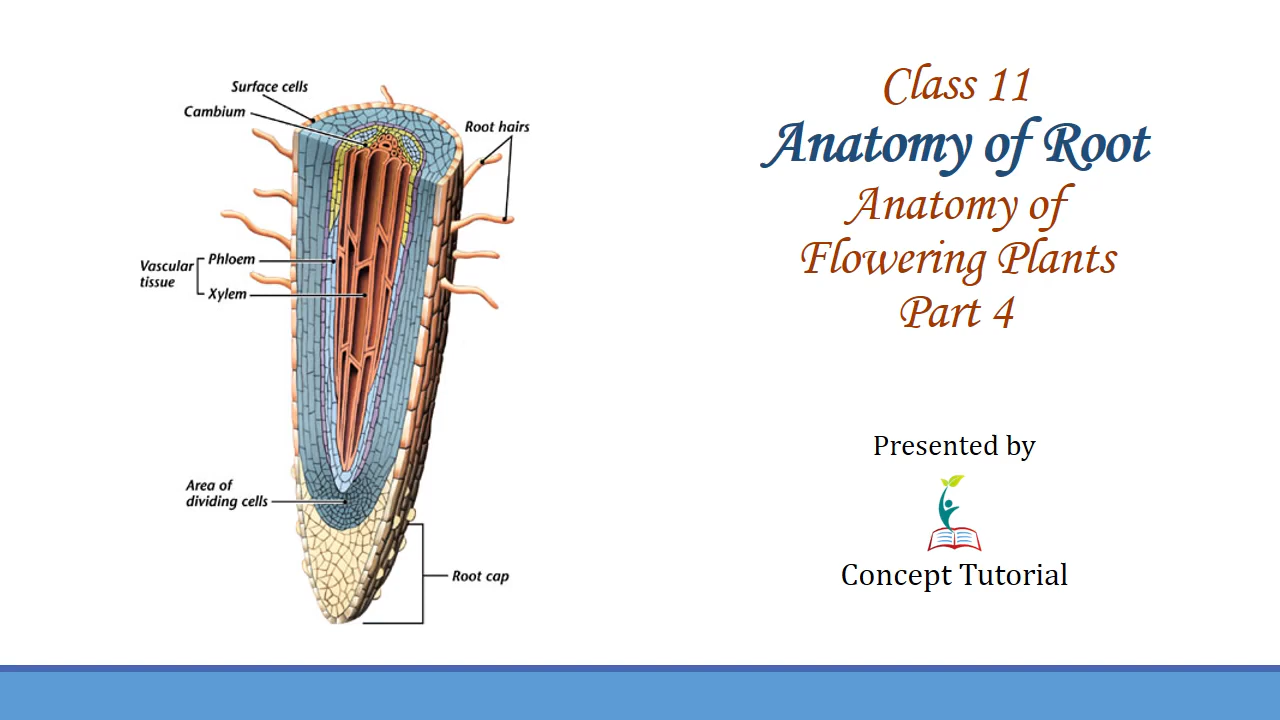 Surface cells
Cambium
Root hairs
Phloem
Vascular
tissue
Xylem
Area of
dividing cells
Root cap
Class 11
Anatomy of Root
Anatomy of
Flowering Plants
Part 4
Presented by
Concept Tutorial